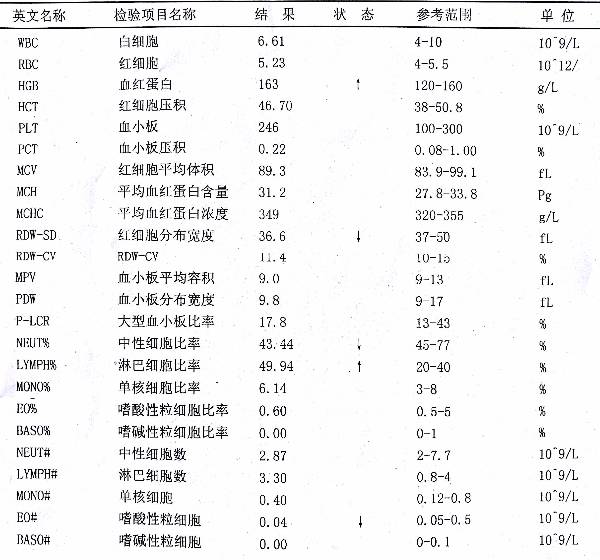 英文名称 检验项目名称 结 果 状 态 参考范围 单 位
WBC 白细胞 6.61 4-10 10^9/L
RBC 红细胞 5.23 4-5.5 10^12/
HGB 血红蛋白 163 ↑ 120-160 g/L
HCT 红细胞压积 46.70 38-50.8 %
PLT 血小板 246 100-300 10^9/L
PCT 血小板压积 0.22 0.08-1.00 %
MCV 红细胞平均体积 89.3 83.9-99.1 fL
MCH 平均血红蛋白含量 31.2 27.8-33.8 Pg
MCHC 平均血红蛋白浓度 349 320-355 g/L
RDW-SD 红细胞分布宽度 36.6 ↓ 37-50 fL
RDW-CV RDW-CV 11.4 10-15 %
MPV 血小板平均容积 9.0 9-13 fL
PDW 血小板分布宽度 9.8 9-17 fL
P-LCR 大型血小板比率 17.8 13-43 %
NEUT% 中性细胞比率 43.44 ↓ 45-77 %
LYMPH% 淋巴细胞比率 49.94 ↑ 20-40 %
MONO% 单核细胞比率 6.14 3-8 %
EO% 嗜酸性粒细胞比率 0.60 0.5-5 %
BASO% 嗜碱性粒细胞比率 0.00 0-1 %
NEUT# 中性细胞数 2.87 2-7.7 10^9/L
LYMPH# 淋巴细胞数 3.30 0.8-4 10^9/L
MONO# 单核细胞 0.40 0.12-0.8 10^9/L
EO# 嗜酸性粒细胞 0.04 ↓ 0.05-0.5 10^9/L
BASO# 嗜碱性粒细胞 0.00 0-0.1 10^9/L